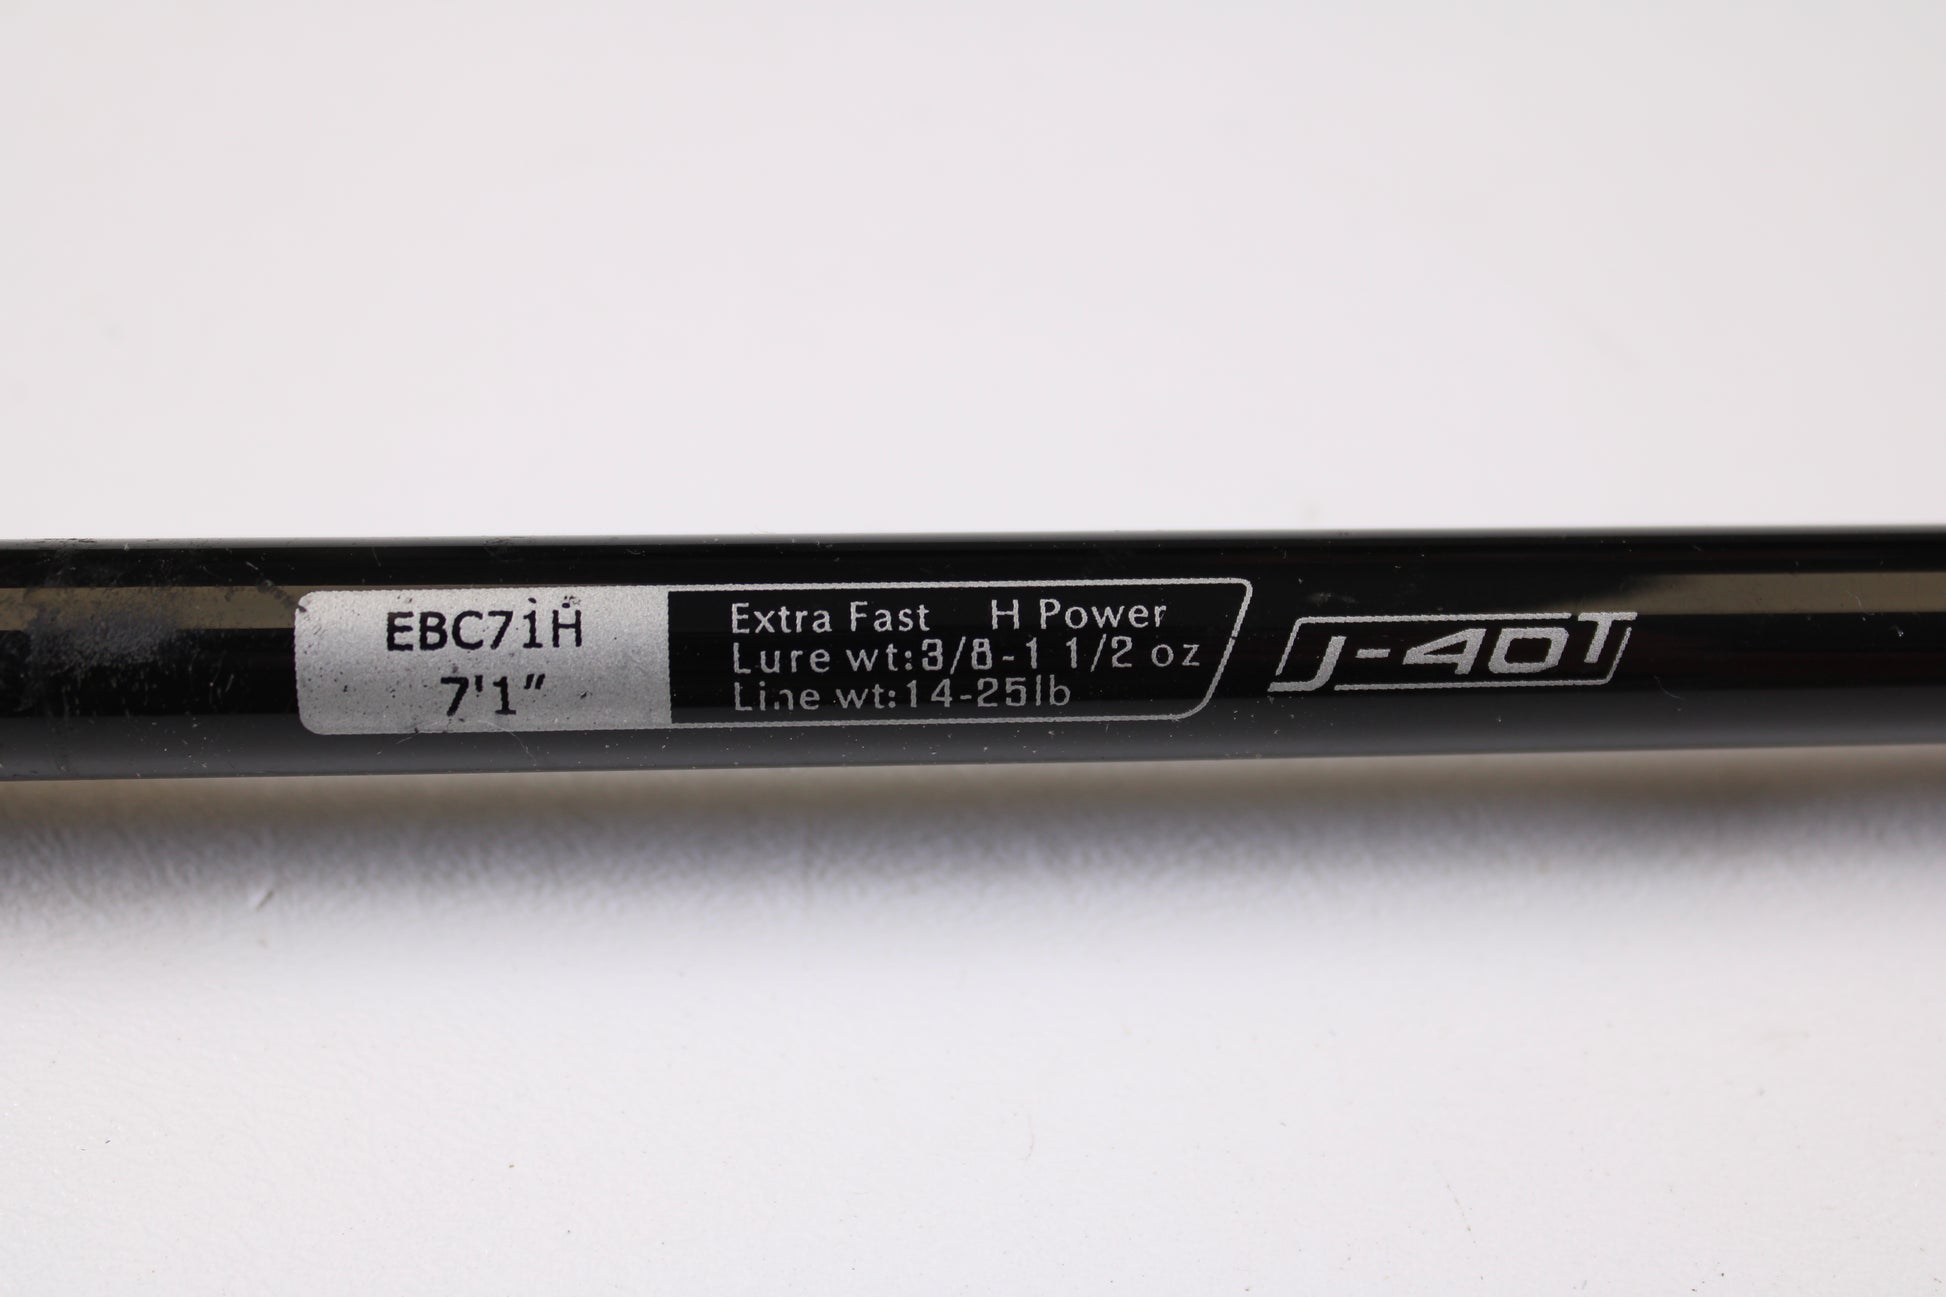 EBC71H
7'1"
Extra Fast H Power
Lure wt:3/8-1 1/2 oz
Line wt:14-25lb
J-40T